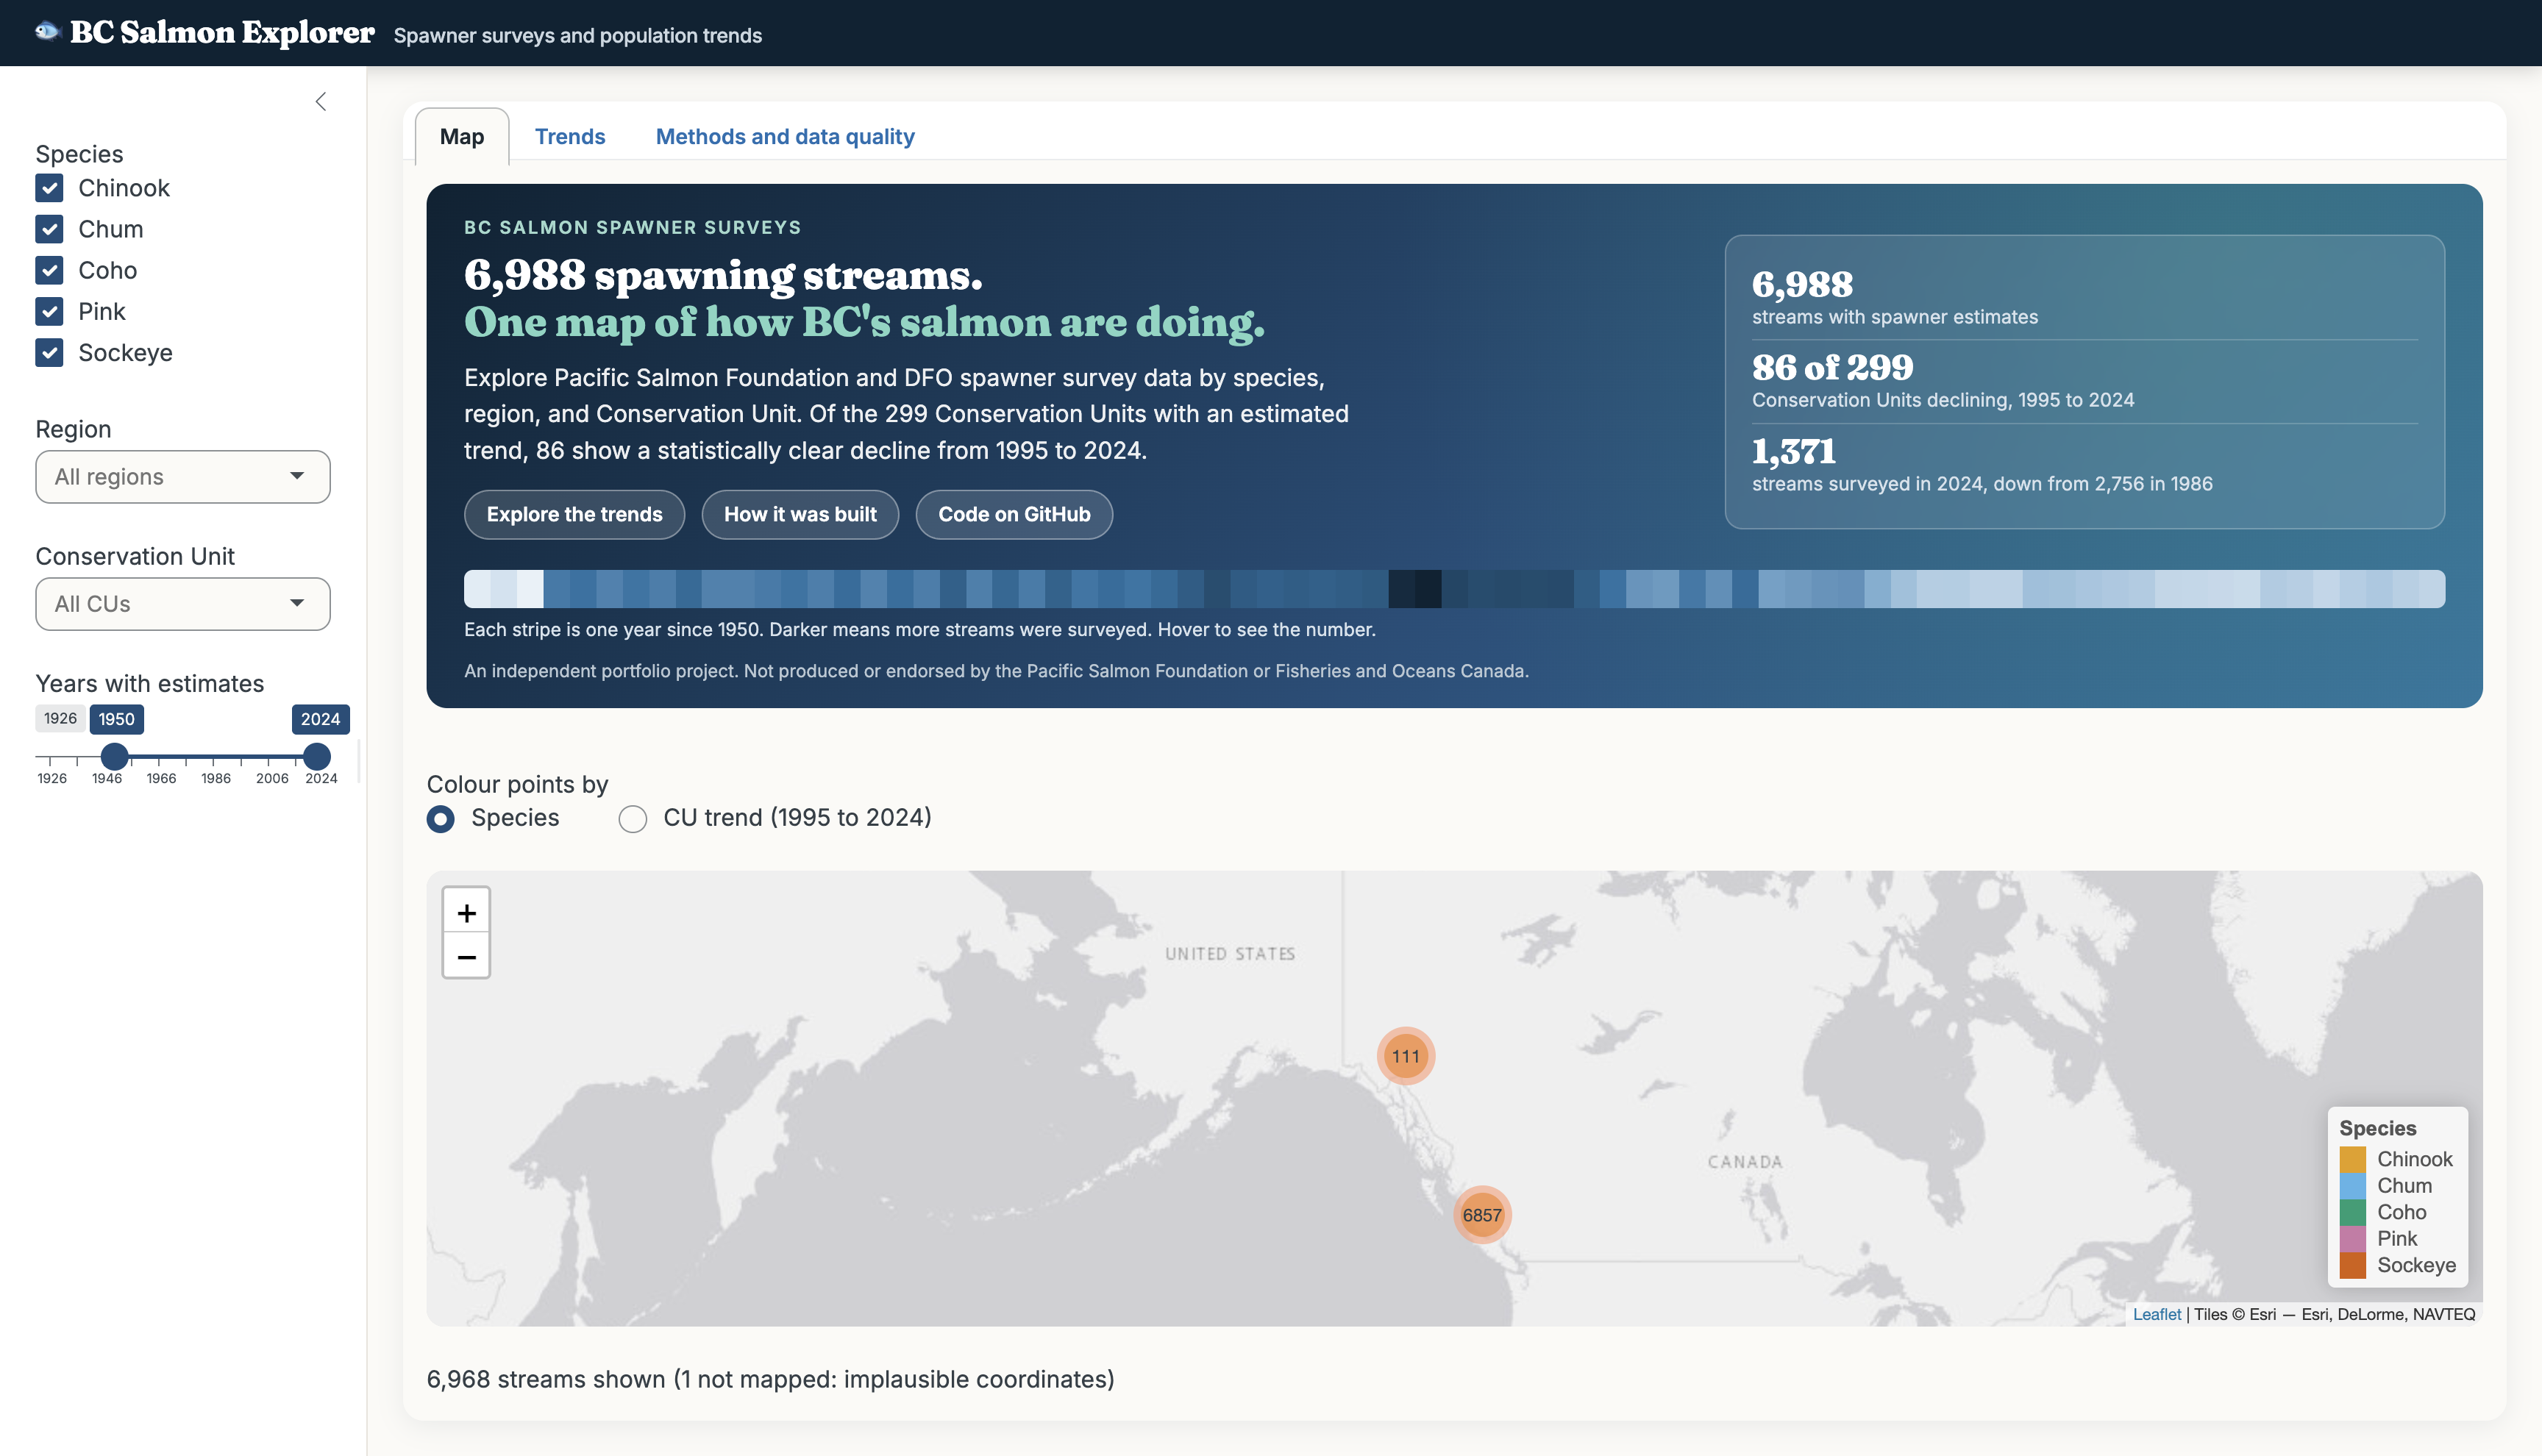 BC Salmon Explorer Spawner surveys and population trends
Species
Chinook
Chum
Coho
Pink
Sockeye
Region
All regions
Conservation Unit
All CUs
Years with estimates
1926 1950 2024
1926 1946 1966 1986 2006 2024
Map Trends Methods and data quality
BC SALMON SPAWNER SURVEYS
6,988 spawning streams.
One map of how BC's salmon are doing.
Explore Pacific Salmon Foundation and DFO spawner survey data by species,
region, and Conservation Unit. Of the 299 Conservation Units with an estimated
trend, 86 show a statistically clear decline from 1995 to 2024.
Explore the trends How it was built Code on GitHub
6,988
streams with spawner estimates
86 of 299
Conservation Units declining, 1995 to 2024
1,371
streams surveyed in 2024, down from 2,756 in 1986
Each stripe is one year since 1950. Darker means more streams were surveyed. Hover to see the number.
An independent portfolio project. Not produced or endorsed by the Pacific Salmon Foundation or Fisheries and Oceans Canada.
Colour points by
Species CU trend (1995 to 2024)
+
−
UNITED STATES
111
CANADA
6857
Species
Chinook
Chum
Coho
Pink
Sockeye
Leaflet | Tiles © Esri — Esri, DeLorme, NAVTEQ
6,968 streams shown (1 not mapped: implausible coordinates)